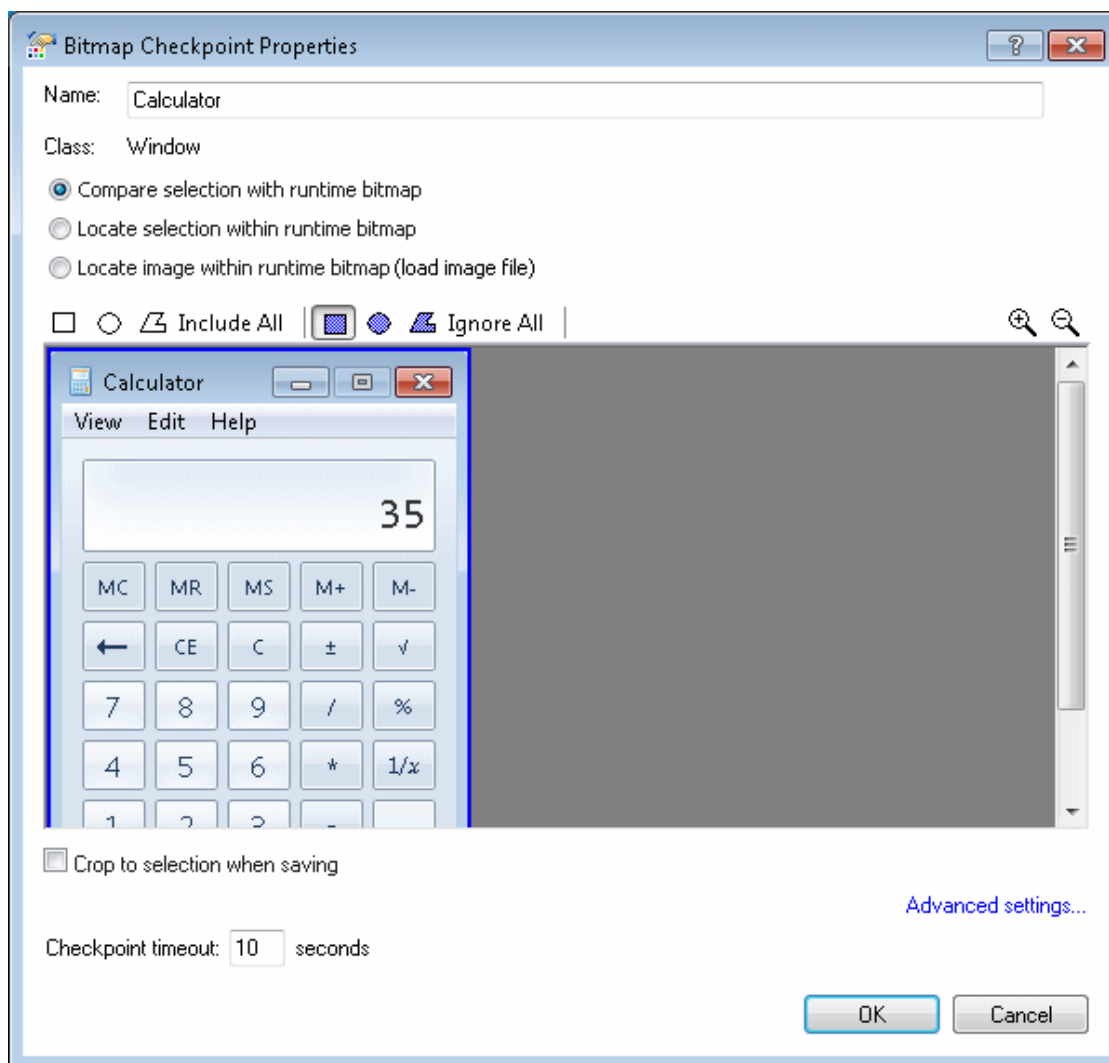 Bitmap Checkpoint Properties
Name: Calculator
Class: Window
Compare selection with runtime bitmap
Locate selection within runtime bitmap
Locate image within runtime bitmap (load image file)
Include All Ignore All
Calculator
View Edit Help
35
MC MR MS M+ M-
← CE C ± √
7 8 9 / %
4 5 6 * 1/x
1 2 3 -
Crop to selection when saving
Advanced settings...
Checkpoint timeout: 10 seconds
OK Cancel